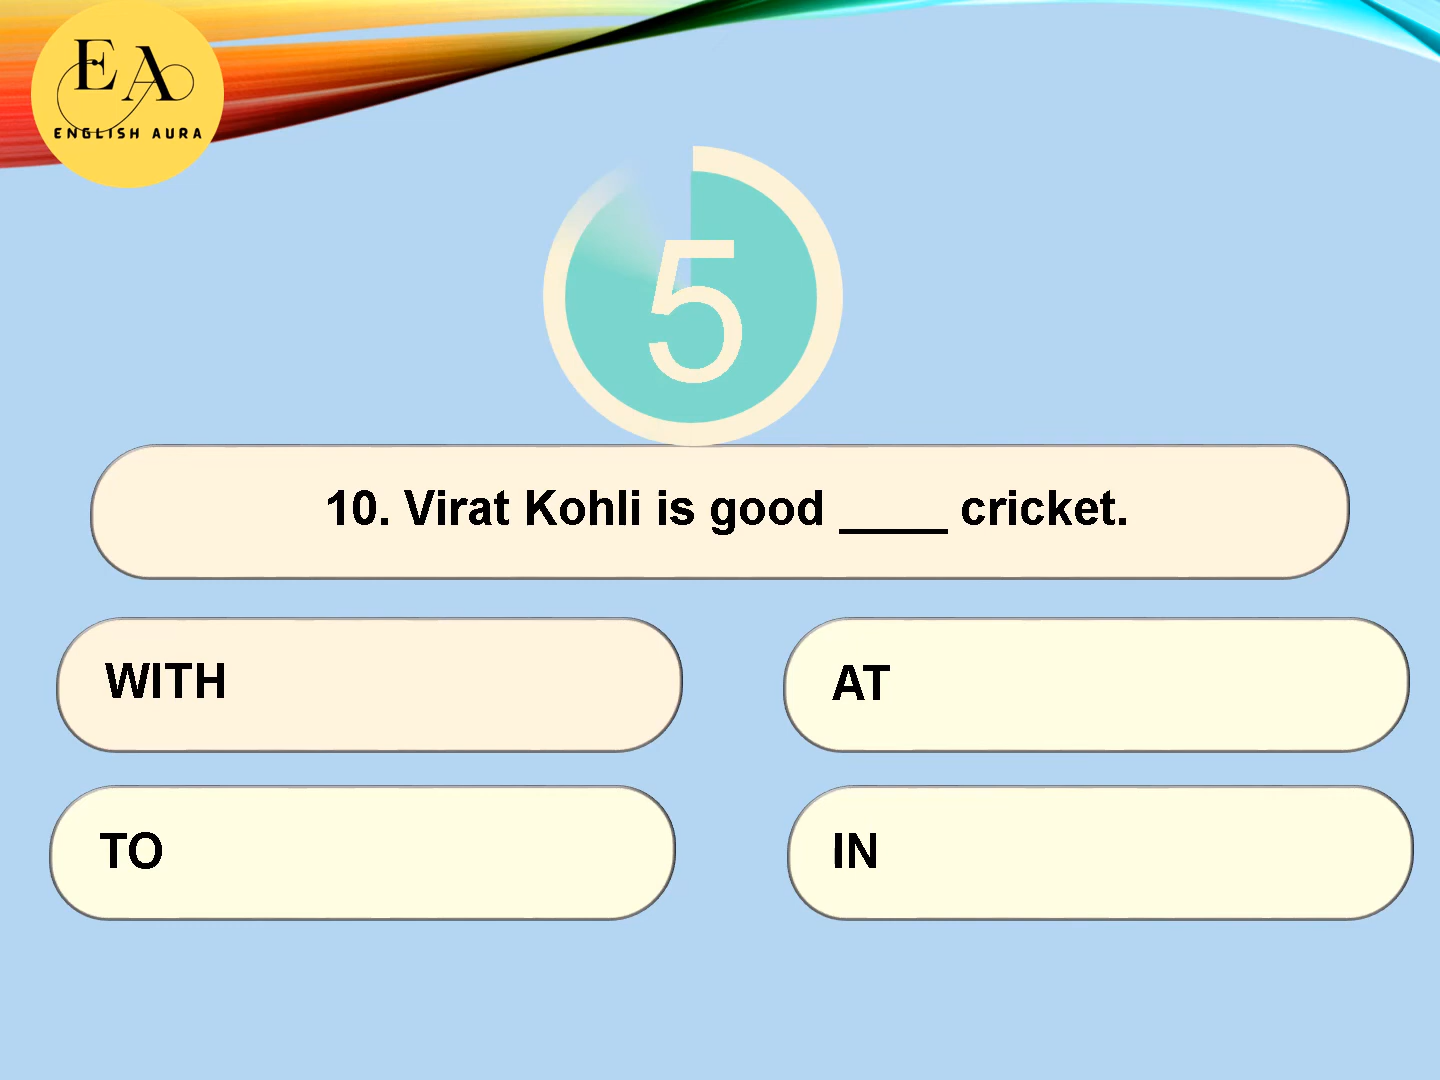 EA
ENGLISH AURA
5
10. Virat Kohli is good ____ cricket.
WITH
AT
TO
IN